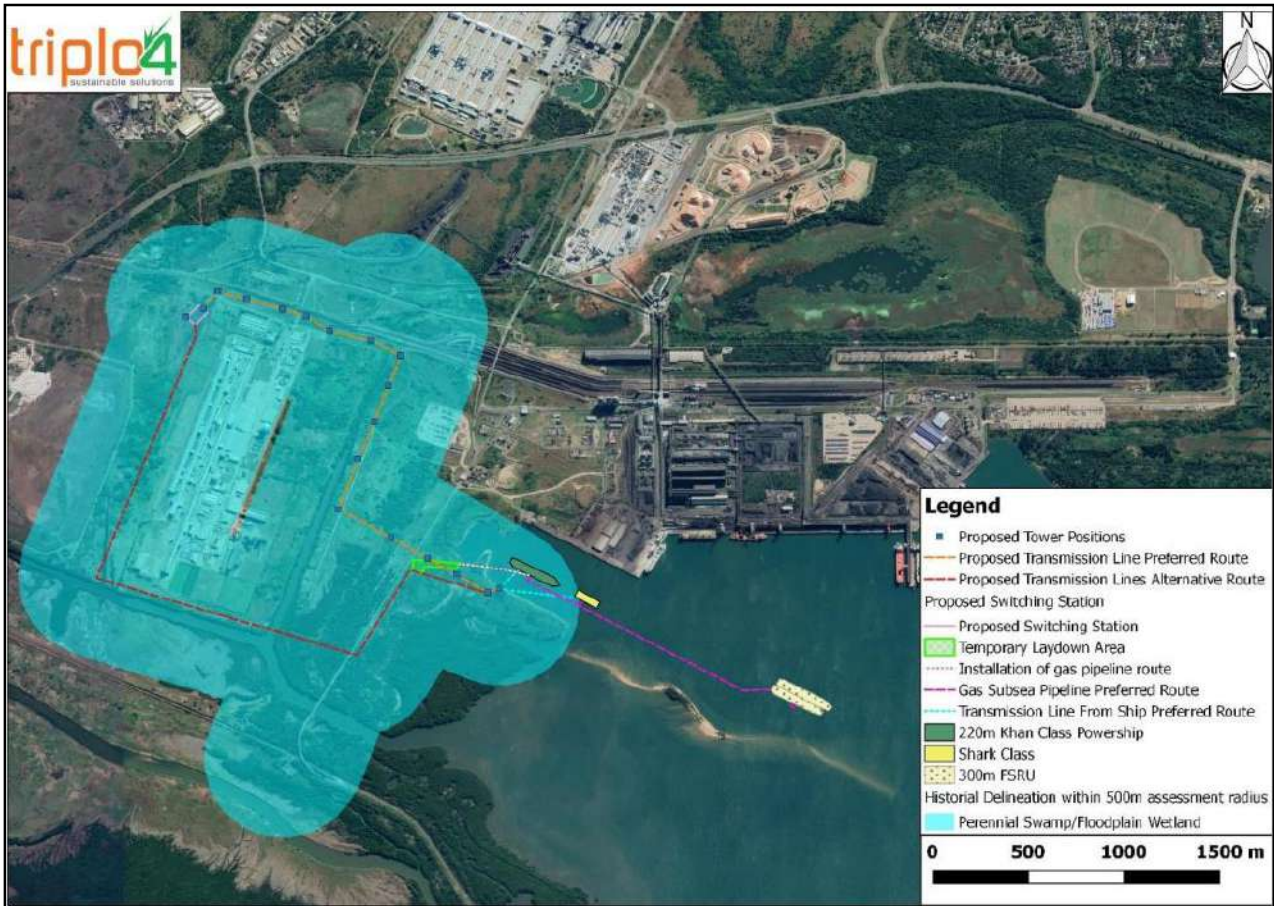 triplo4
sustainable solutions
N
Legend
Proposed Tower Positions
Proposed Transmission Line Preferred Route
Proposed Transmission Lines Alternative Route
Proposed Switching Station
Proposed Switching Station
Temporary Laydown Area
Installation of gas pipeline route
Gas Subsea Pipeline Preferred Route
Transmission Line From Ship Preferred Route
220m Khan Class Powership
Shark Class
300m FSRU
Historial Delineation within 500m assessment radius
Perennial Swamp/Floodplain Wetland
0 500 1000 1500 m